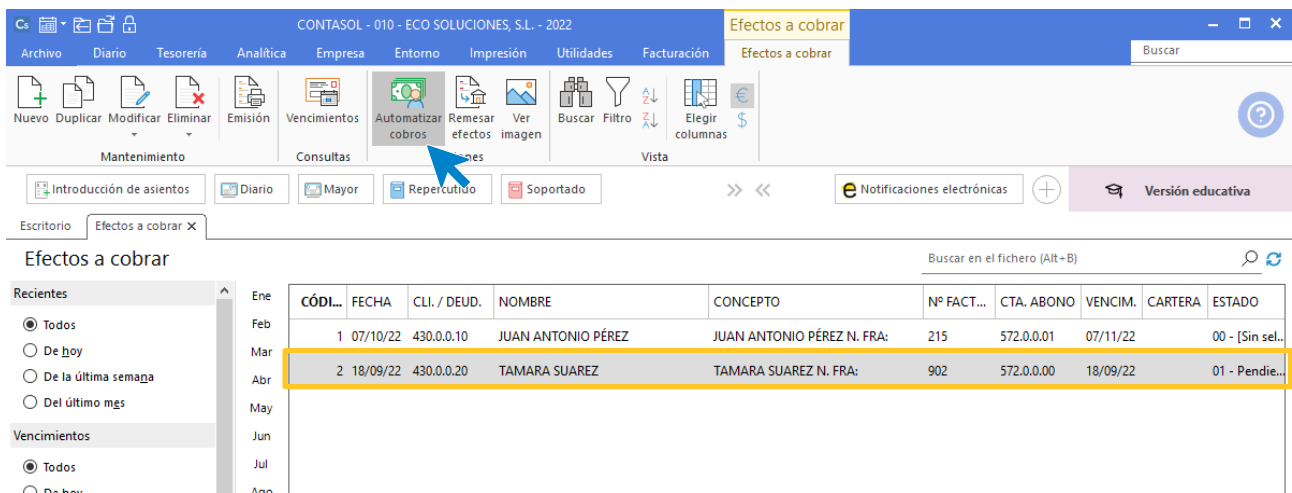 Cs CONTASOL - 010 - ECO SOLUCIONES, S.L. - 2022 Efectos a cobrar
Archivo Diario Tesorería Analítica Empresa Entorno Impresión Utilidades Facturación Efectos a cobrar Buscar
Nuevo Duplicar Modificar Eliminar Emisión Vencimientos Automatizar cobros Remesar efectos Ver imagen Buscar Filtro Elegir columnas € $
Mantenimiento Consultas Vista
Introducción de asientos Diario Mayor Repercutido Soportado Notificaciones electrónicas Versión educativa
Escritorio Efectos a cobrar
Efectos a cobrar Buscar en el fichero (Alt+B)
Recientes Ene CÓDI... FECHA CLI. / DEUD. NOMBRE CONCEPTO Nº FACT... CTA. ABONO VENCIM. CARTERA ESTADO
Todos Feb 1 07/10/22 430.0.0.10 JUAN ANTONIO PÉREZ JUAN ANTONIO PÉREZ N. FRA: 215 572.0.0.01 07/11/22 00 - [Sin sel...
De hoy Mar
De la última semana Abr 2 18/09/22 430.0.0.20 TAMARA SUAREZ TAMARA SUAREZ N. FRA: 902 572.0.0.00 18/09/22 01 - Pendie...
Del último mes May
Vencimientos Jun
Todos Jul
De hoy Ago